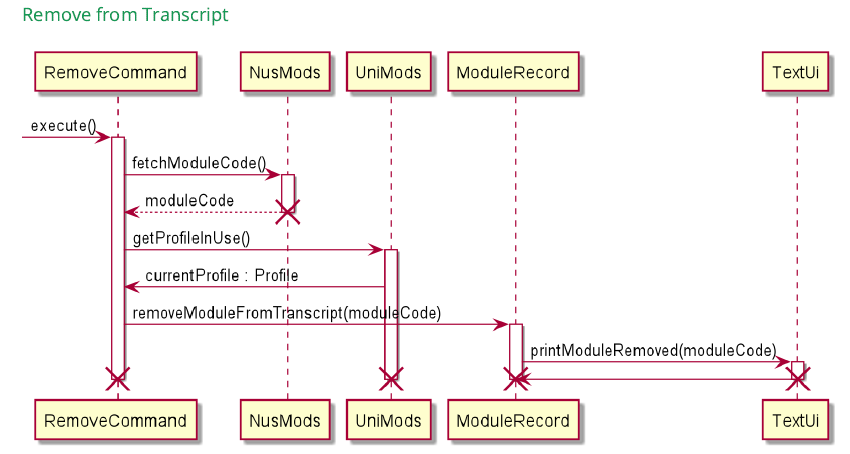 Remove from Transcript
RemoveCommand NusMods UniMods ModuleRecord TextUi
execute()
fetchModuleCode()
moduleCode
getProfileInUse()
currentProfile : Profile
removeModuleFromTranscript(moduleCode)
printModuleRemoved(moduleCode)
RemoveCommand NusMods UniMods ModuleRecord TextUi